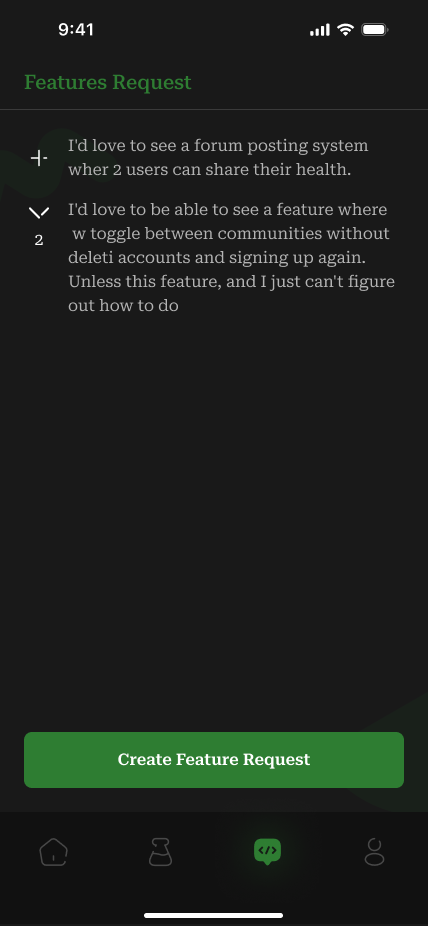 9:41
Features Request
I'd love to see a forum posting system
wher 2 users can share their health.
I'd love to be able to see a feature where
w toggle between communities without
2
deleti accounts and signing up again.
Unless this feature, and I just can't figure
out how to do
Create Feature Request